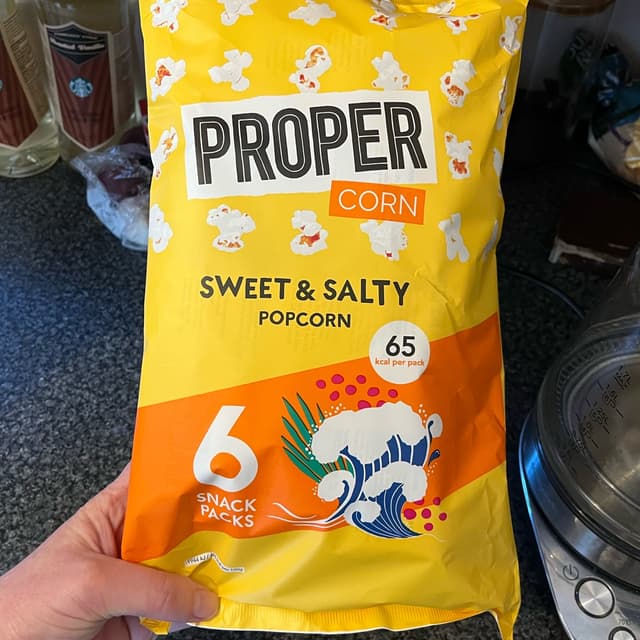 PROPER
CORN
SWEET & SALTY
POPCORN
65
kcal per pack
6
SNACK
PACKS